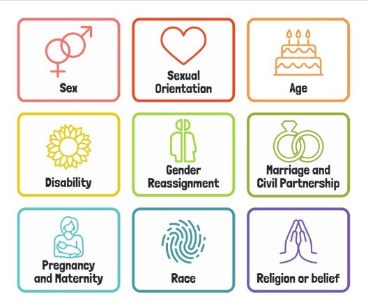 Sex
Sexual
Orientation
Age
Disability
Gender
Reassignment
Marriage and
Civil Partnership
Pregnancy
and Maternity
Race
Religion or belief